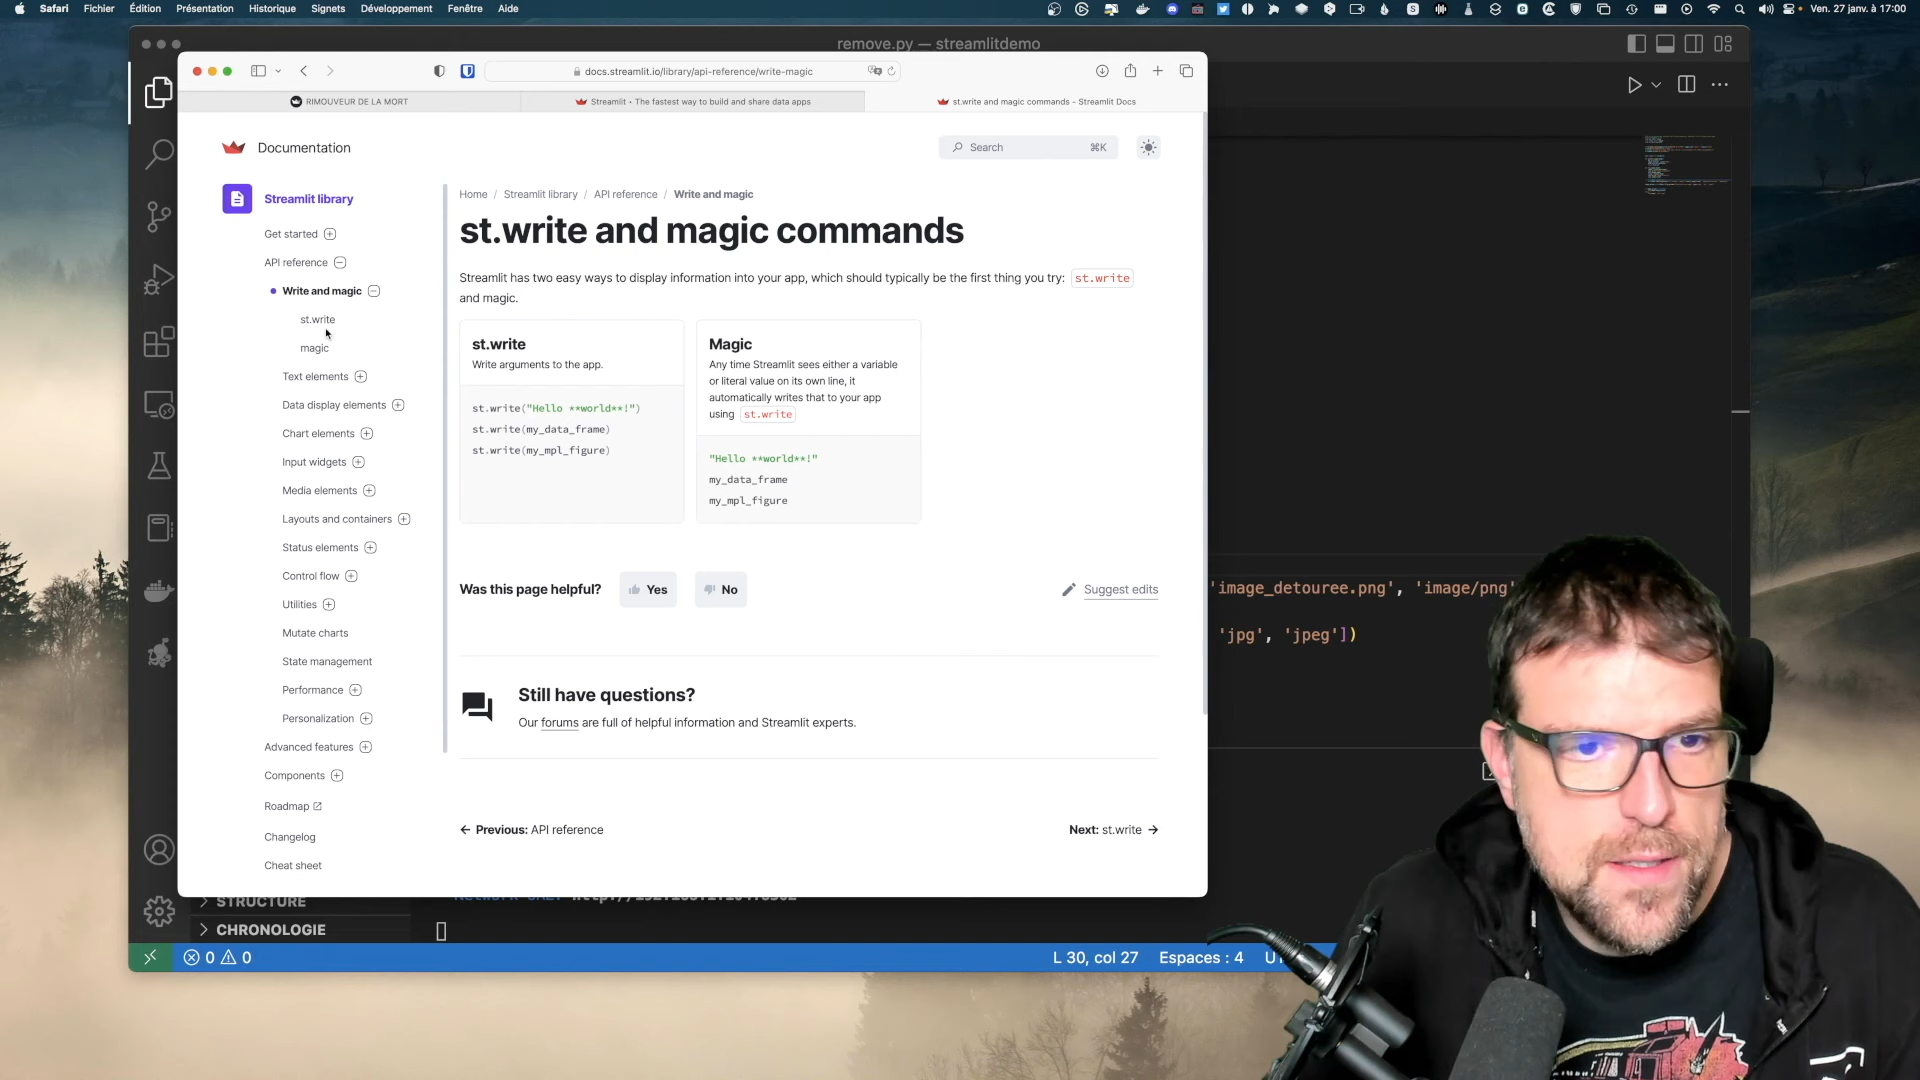 Safari Fichier Édition Présentation Historique Signets Développement Fenêtre Aide
Ven. 27 janv. à 17:00
remove.py — streamlitdemo
docs.streamlit.io/library/api-reference/write-magic
RIMOUVEUR DE LA MORT
Streamlit • The fastest way to build and share data apps
st.write and magic commands - Streamlit Docs
Documentation
Search
⌘K
Streamlit library
Get started
API reference
Write and magic
st.write
magic
Text elements
Data display elements
Chart elements
Input widgets
Media elements
Layouts and containers
Status elements
Control flow
Utilities
Mutate charts
State management
Performance
Personalization
Advanced features
Components
Roadmap
Changelog
Cheat sheet
Home / Streamlit library / API reference / Write and magic
st.write and magic commands
Streamlit has two easy ways to display information into your app, which should typically be the first thing you try: st.write
and magic.
st.write
Write arguments to the app.
st.write("Hello **world**!")
st.write(my_data_frame)
st.write(my_mpl_figure)
Magic
Any time Streamlit sees either a variable
or literal value on its own line, it
automatically writes that to your app
using st.write
"Hello **world**!"
my_data_frame
my_mpl_figure
Was this page helpful?
Yes
No
Suggest edits
Still have questions?
Our forums are full of helpful information and Streamlit experts.
← Previous: API reference
Next: st.write →
'image_detouree.png', 'image/png'
'jpg', 'jpeg'])
STRUCTURE
CHRONOLOGIE
0 0
L 30, col 27 Espaces : 4